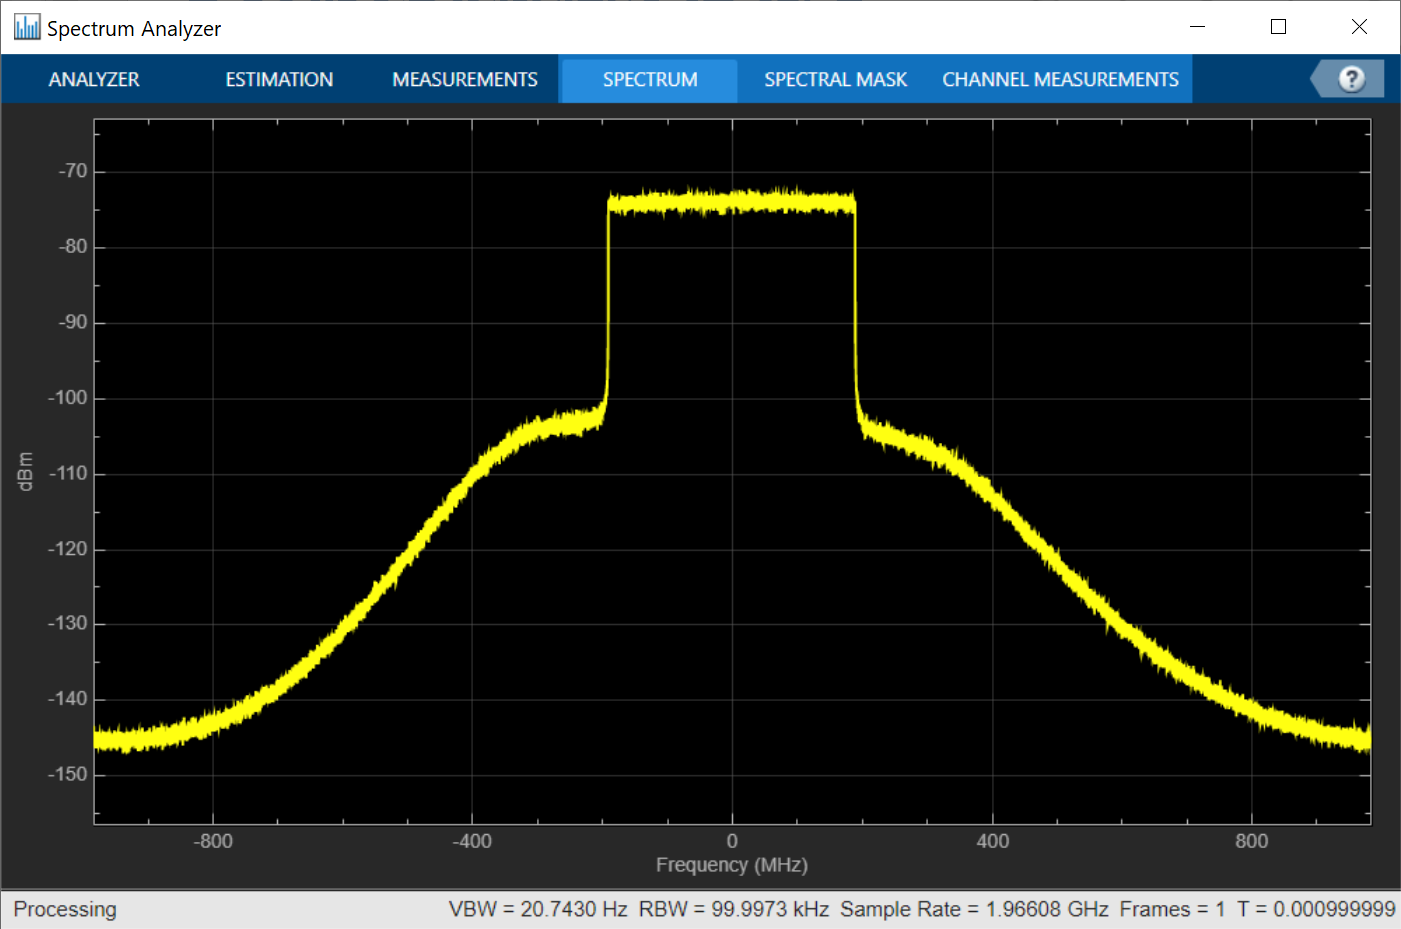 Spectrum Analyzer
ANALYZER ESTIMATION MEASUREMENTS SPECTRUM SPECTRAL MASK CHANNEL MEASUREMENTS ?
-70
-80
-90
-100
-110
-120
-130
-140
-150
dBm
-800 -400 0 400 800
Frequency (MHz)
Processing VBW = 20.7430 Hz RBW = 99.9973 kHz Sample Rate = 1.96608 GHz Frames = 1 T = 0.000999999